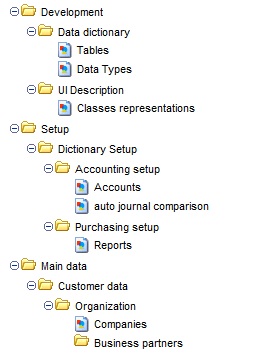 Development
Data dictionary
Tables
Data Types
UI Description
Classes representations
Setup
Dictionary Setup
Accounting setup
Accounts
auto journal comparison
Purchasing setup
Reports
Main data
Customer data
Organization
Companies
Business partners